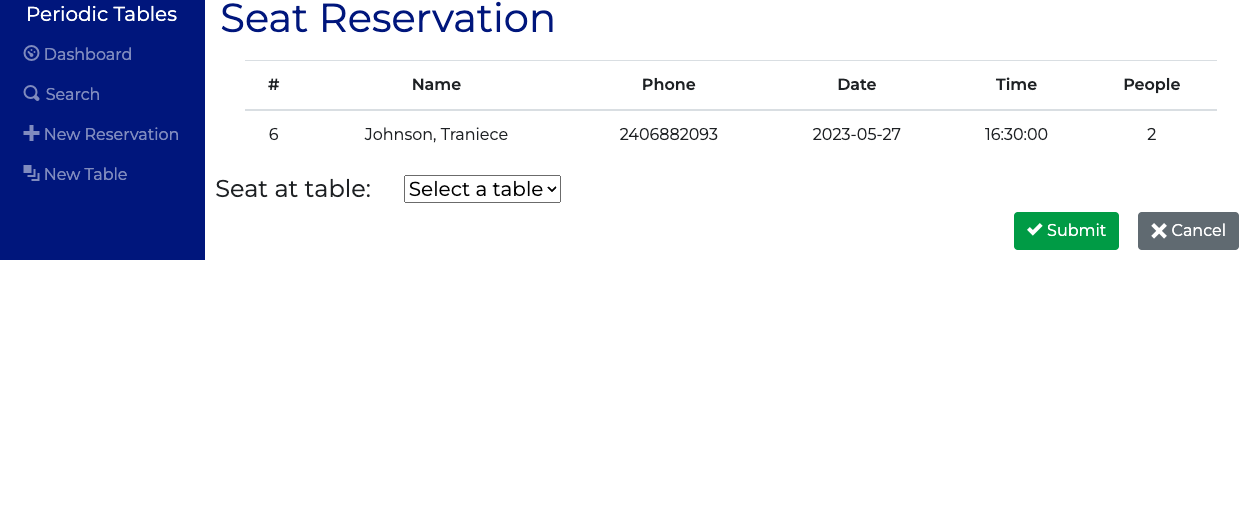 Periodic Tables
Dashboard
Search
New Reservation
New Table
Seat Reservation
# Name Phone Date Time People
6 Johnson, Traniece 2406882093 2023-05-27 16:30:00 2
Seat at table: Select a table
Submit Cancel